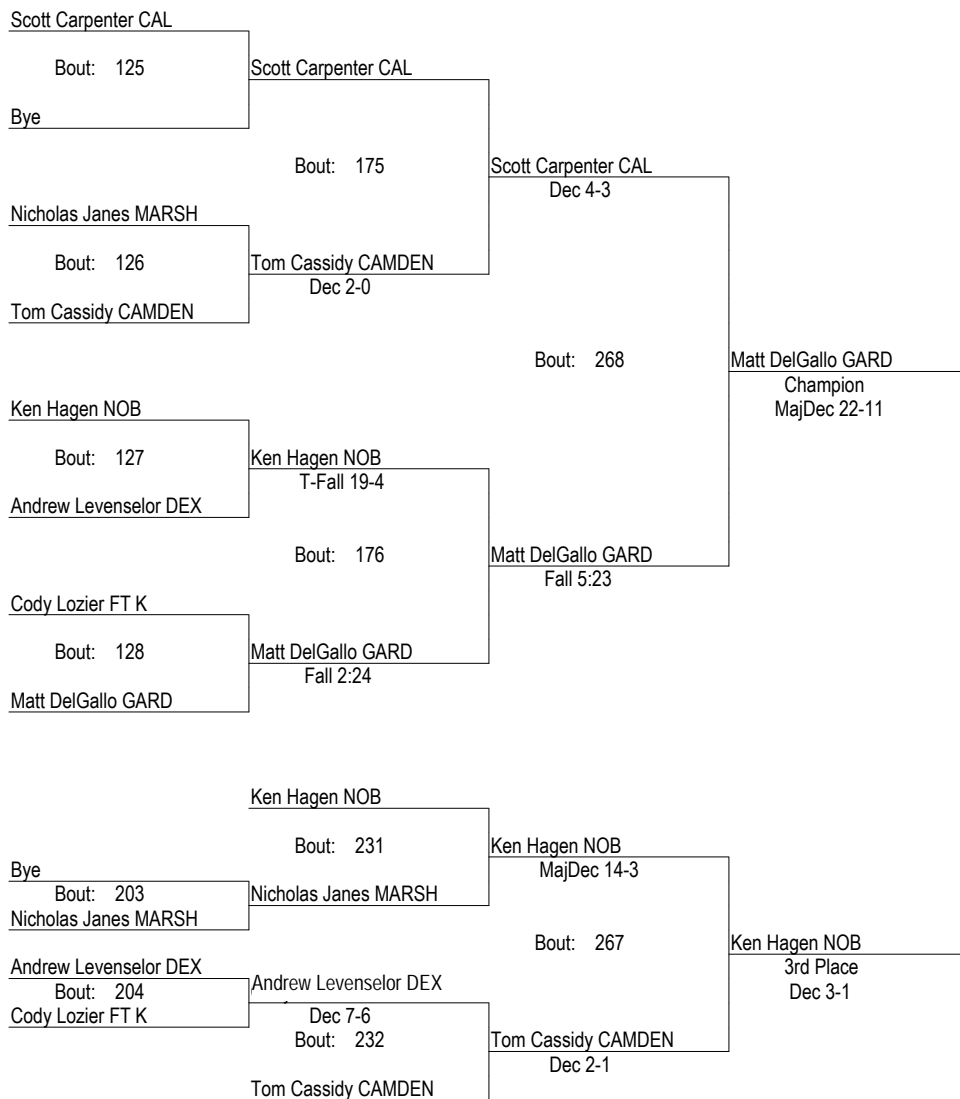 Scott Carpenter CAL
Bout: 125
Scott Carpenter CAL
Bye
Bout: 175
Scott Carpenter CAL
Dec 4-3
Nicholas Janes MARSH
Bout: 126
Tom Cassidy CAMDEN
Dec 2-0
Tom Cassidy CAMDEN
Bout: 268
Matt DelGallo GARD
Champion
MajDec 22-11
Ken Hagen NOB
Bout: 127
Ken Hagen NOB
T-Fall 19-4
Andrew Levenselor DEX
Bout: 176
Matt DelGallo GARD
Fall 5:23
Cody Lozier FT K
Bout: 128
Matt DelGallo GARD
Fall 2:24
Matt DelGallo GARD
Ken Hagen NOB
Bout: 231
Ken Hagen NOB
MajDec 14-3
Bye
Bout: 203
Nicholas Janes MARSH
Nicholas Janes MARSH
Bout: 267
Ken Hagen NOB
3rd Place
Dec 3-1
Andrew Levenselor DEX
Bout: 204
Andrew Levenselor DEX
Cody Lozier FT K
Dec 7-6
Bout: 232
Tom Cassidy CAMDEN
Dec 2-1
Tom Cassidy CAMDEN